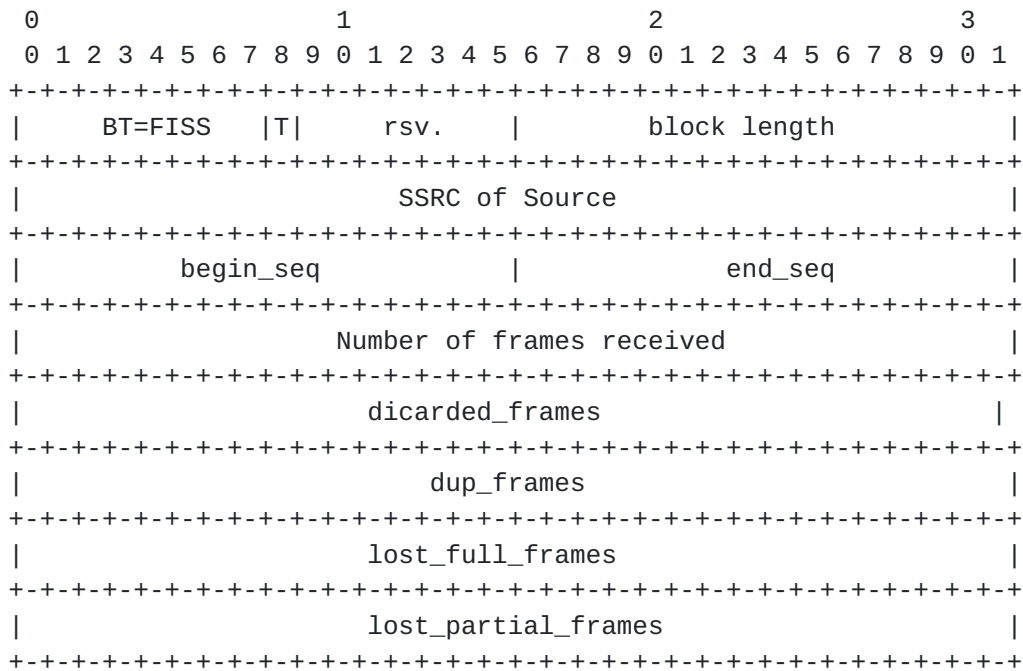 0                   1                   2                   3
 0 1 2 3 4 5 6 7 8 9 0 1 2 3 4 5 6 7 8 9 0 1 2 3 4 5 6 7 8 9 0 1
+-+-+-+-+-+-+-+-+-+-+-+-+-+-+-+-+-+-+-+-+-+-+-+-+-+-+-+-+-+-+-+-+
|     BT=FISS   |T|     rsv.    |        block length           |
+-+-+-+-+-+-+-+-+-+-+-+-+-+-+-+-+-+-+-+-+-+-+-+-+-+-+-+-+-+-+-+-+
|                        SSRC of Source                         |
+-+-+-+-+-+-+-+-+-+-+-+-+-+-+-+-+-+-+-+-+-+-+-+-+-+-+-+-+-+-+-+-+
|          begin_seq            |             end_seq           |
+-+-+-+-+-+-+-+-+-+-+-+-+-+-+-+-+-+-+-+-+-+-+-+-+-+-+-+-+-+-+-+-+
|                    Number of frames received                  |
+-+-+-+-+-+-+-+-+-+-+-+-+-+-+-+-+-+-+-+-+-+-+-+-+-+-+-+-+-+-+-+-+
|                      dicarded_frames                         |
+-+-+-+-+-+-+-+-+-+-+-+-+-+-+-+-+-+-+-+-+-+-+-+-+-+-+-+-+-+-+-+-+
|                          dup_frames                           |
+-+-+-+-+-+-+-+-+-+-+-+-+-+-+-+-+-+-+-+-+-+-+-+-+-+-+-+-+-+-+-+-+
|                      lost_full_frames                         |
+-+-+-+-+-+-+-+-+-+-+-+-+-+-+-+-+-+-+-+-+-+-+-+-+-+-+-+-+-+-+-+-+
|                      lost_partial_frames                      |
+-+-+-+-+-+-+-+-+-+-+-+-+-+-+-+-+-+-+-+-+-+-+-+-+-+-+-+-+-+-+-+-+